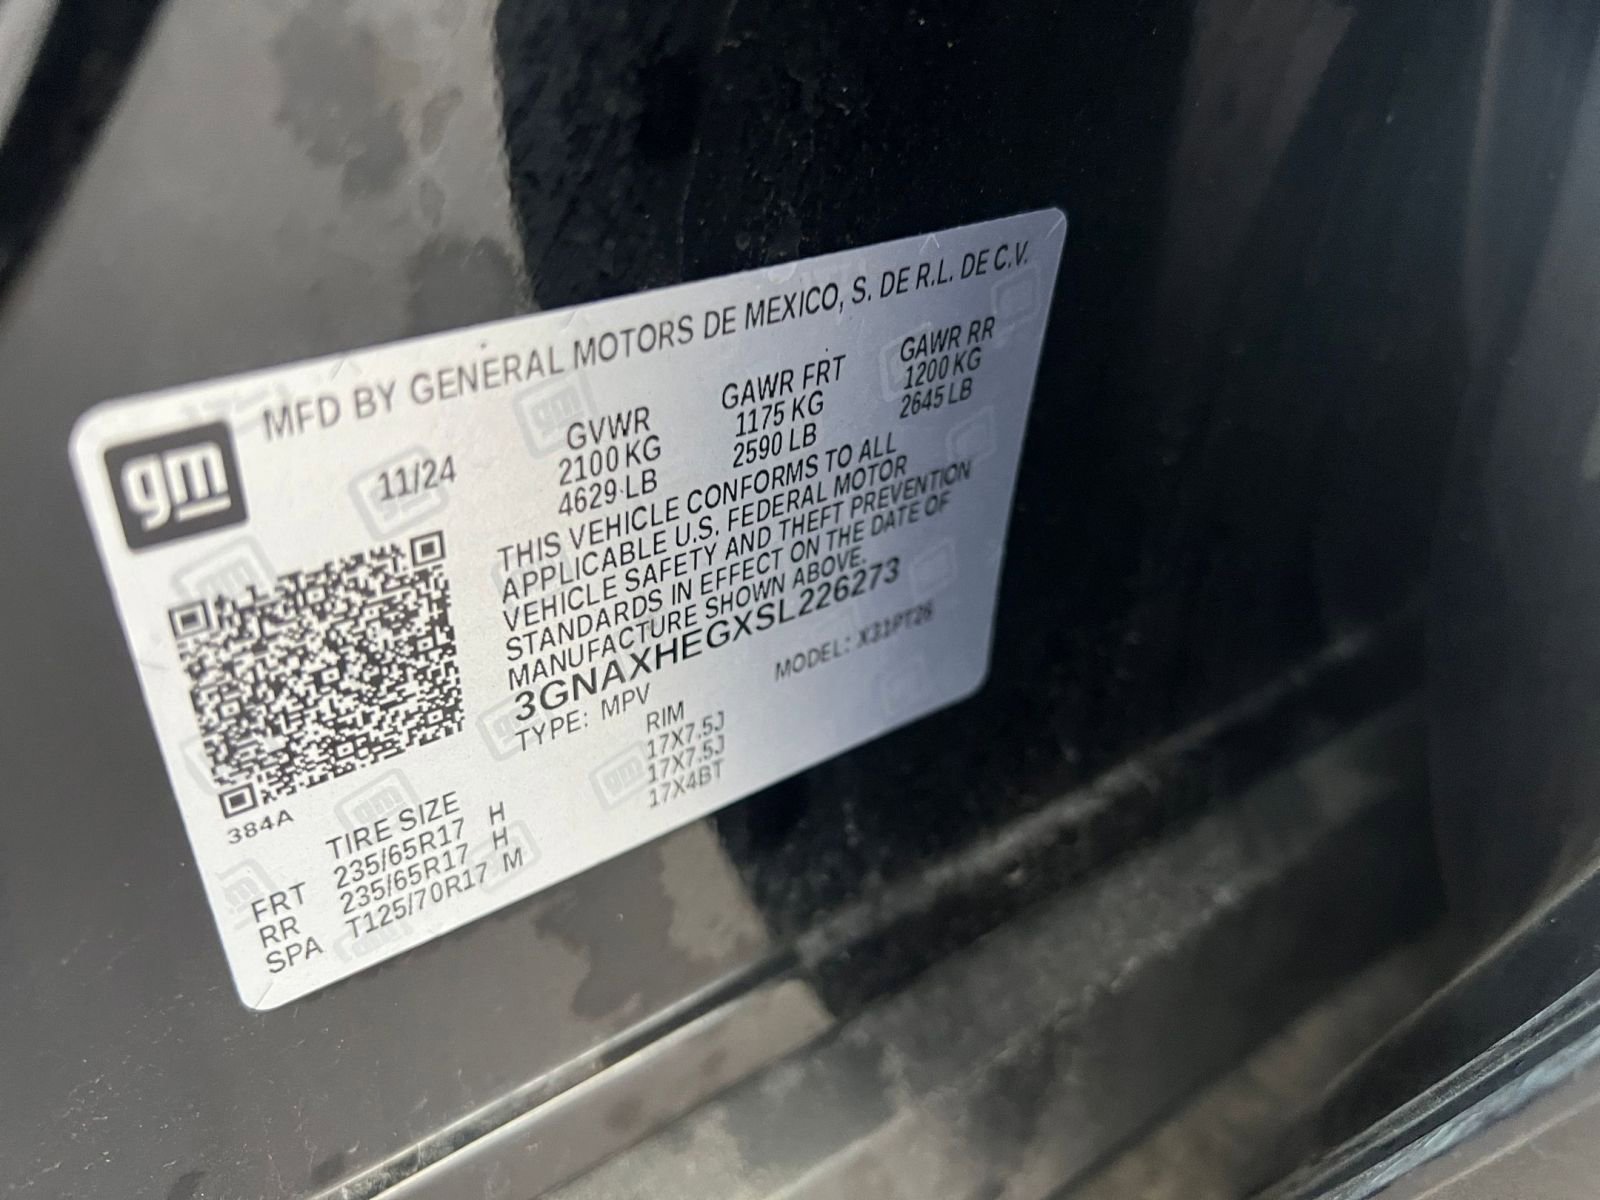 MFD BY GENERAL MOTORS DE MEXICO, S. DE R.L. DE C.V.
gm
11/24
GVWR GAWR FRT GAWR RR
2100 KG 1175 KG 1200 KG
4629 LB 2590 LB 2645 LB
THIS VEHICLE CONFORMS TO ALL
APPLICABLE U.S. FEDERAL MOTOR
VEHICLE SAFETY AND THEFT PREVENTION
STANDARDS IN EFFECT ON THE DATE OF
MANUFACTURE SHOWN ABOVE.
3GNAXHEGXSL226273
TYPE: MPV MODEL: X31PT26
384A
TIRE SIZE RIM
FRT 235/65R17 H 17X7.5J
RR 235/65R17 H 17X7.5J
SPA T125/70R17 M 17X4BT